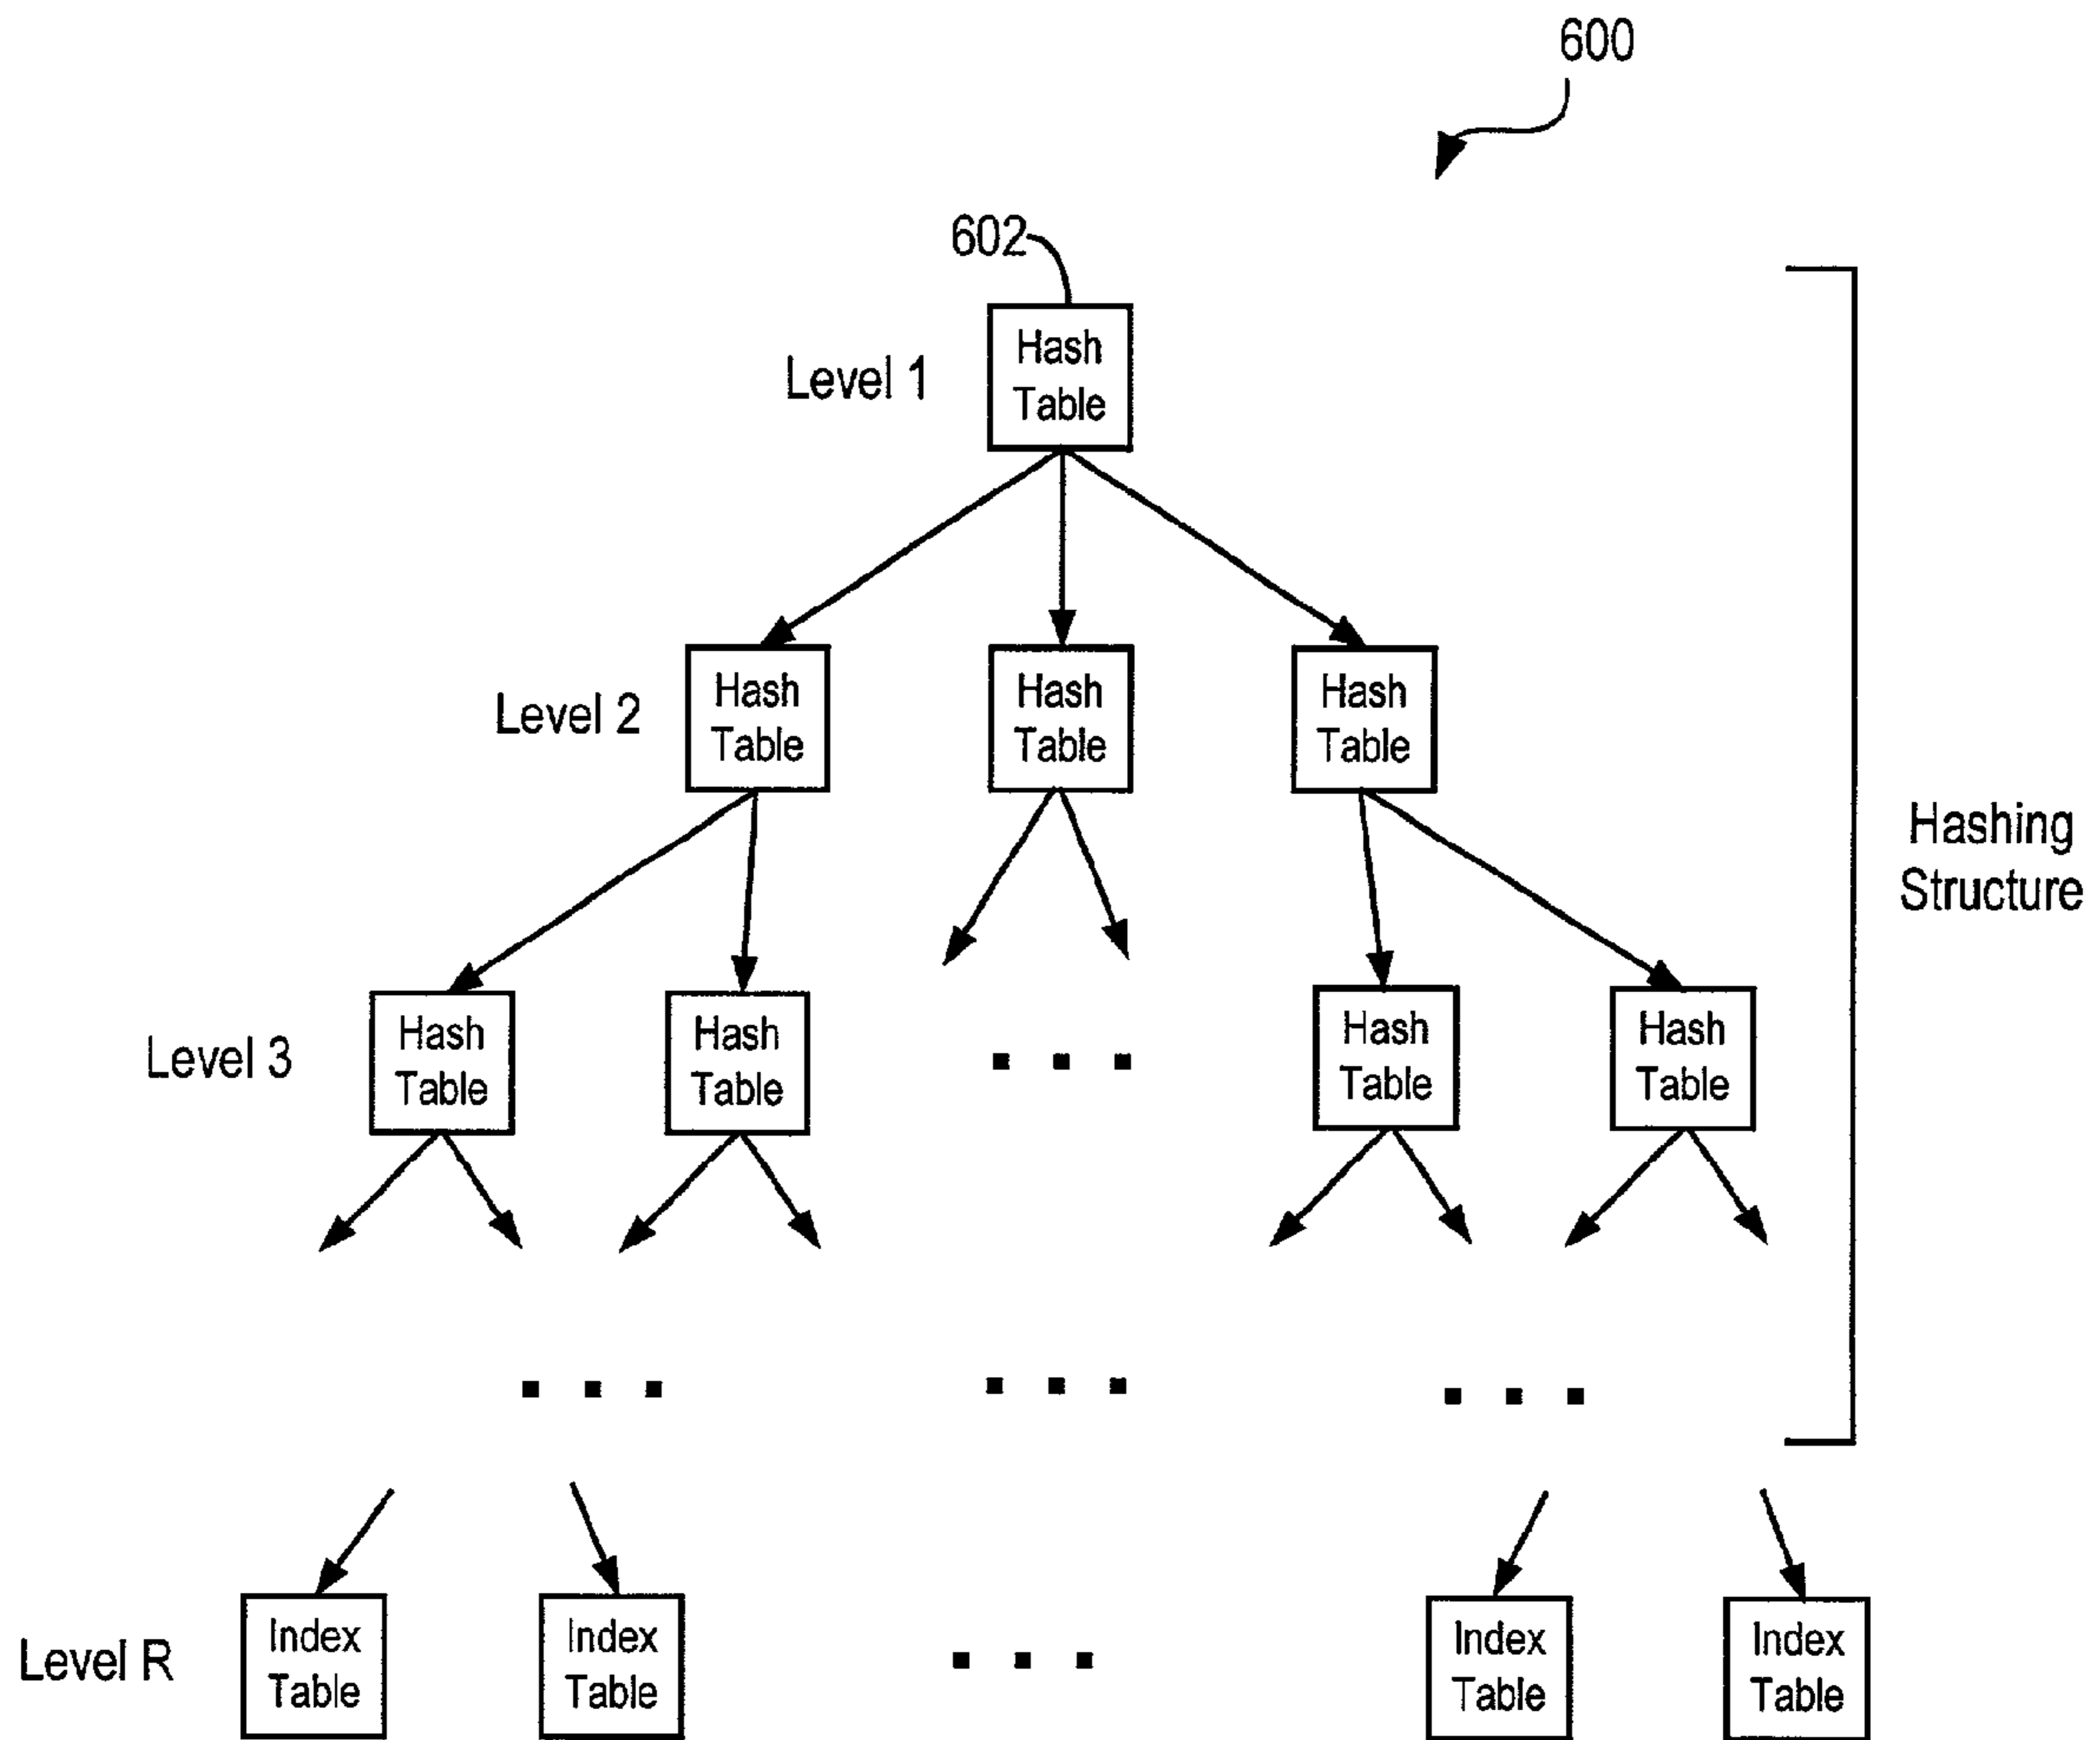 600
602
Level 1
Hash
Table
Level 2
Hash
Table
Hash
Table
Hash
Table
Hashing
Structure
Level 3
Hash
Table
Hash
Table
. . .
Hash
Table
Hash
Table
. . .
. . .
. . .
Level R
Index
Table
Index
Table
. . .
Index
Table
Index
Table